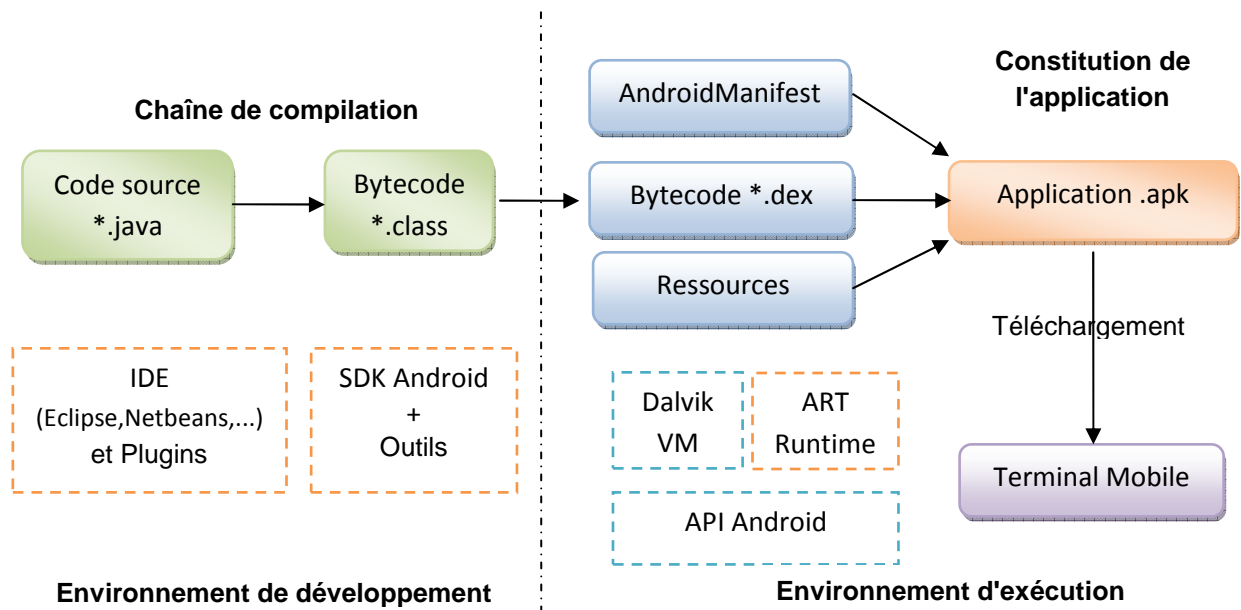 Chaîne de compilation
Code source
*.java
Bytecode
*.class
IDE
(Eclipse,Netbeans,...)
et Plugins
SDK Android
+
Outils
Environnement de développement
Constitution de
l'application
AndroidManifest
Bytecode *.dex
Ressources
Application .apk
Téléchargement
Dalvik
VM
ART
Runtime
API Android
Terminal Mobile
Environnement d'exécution